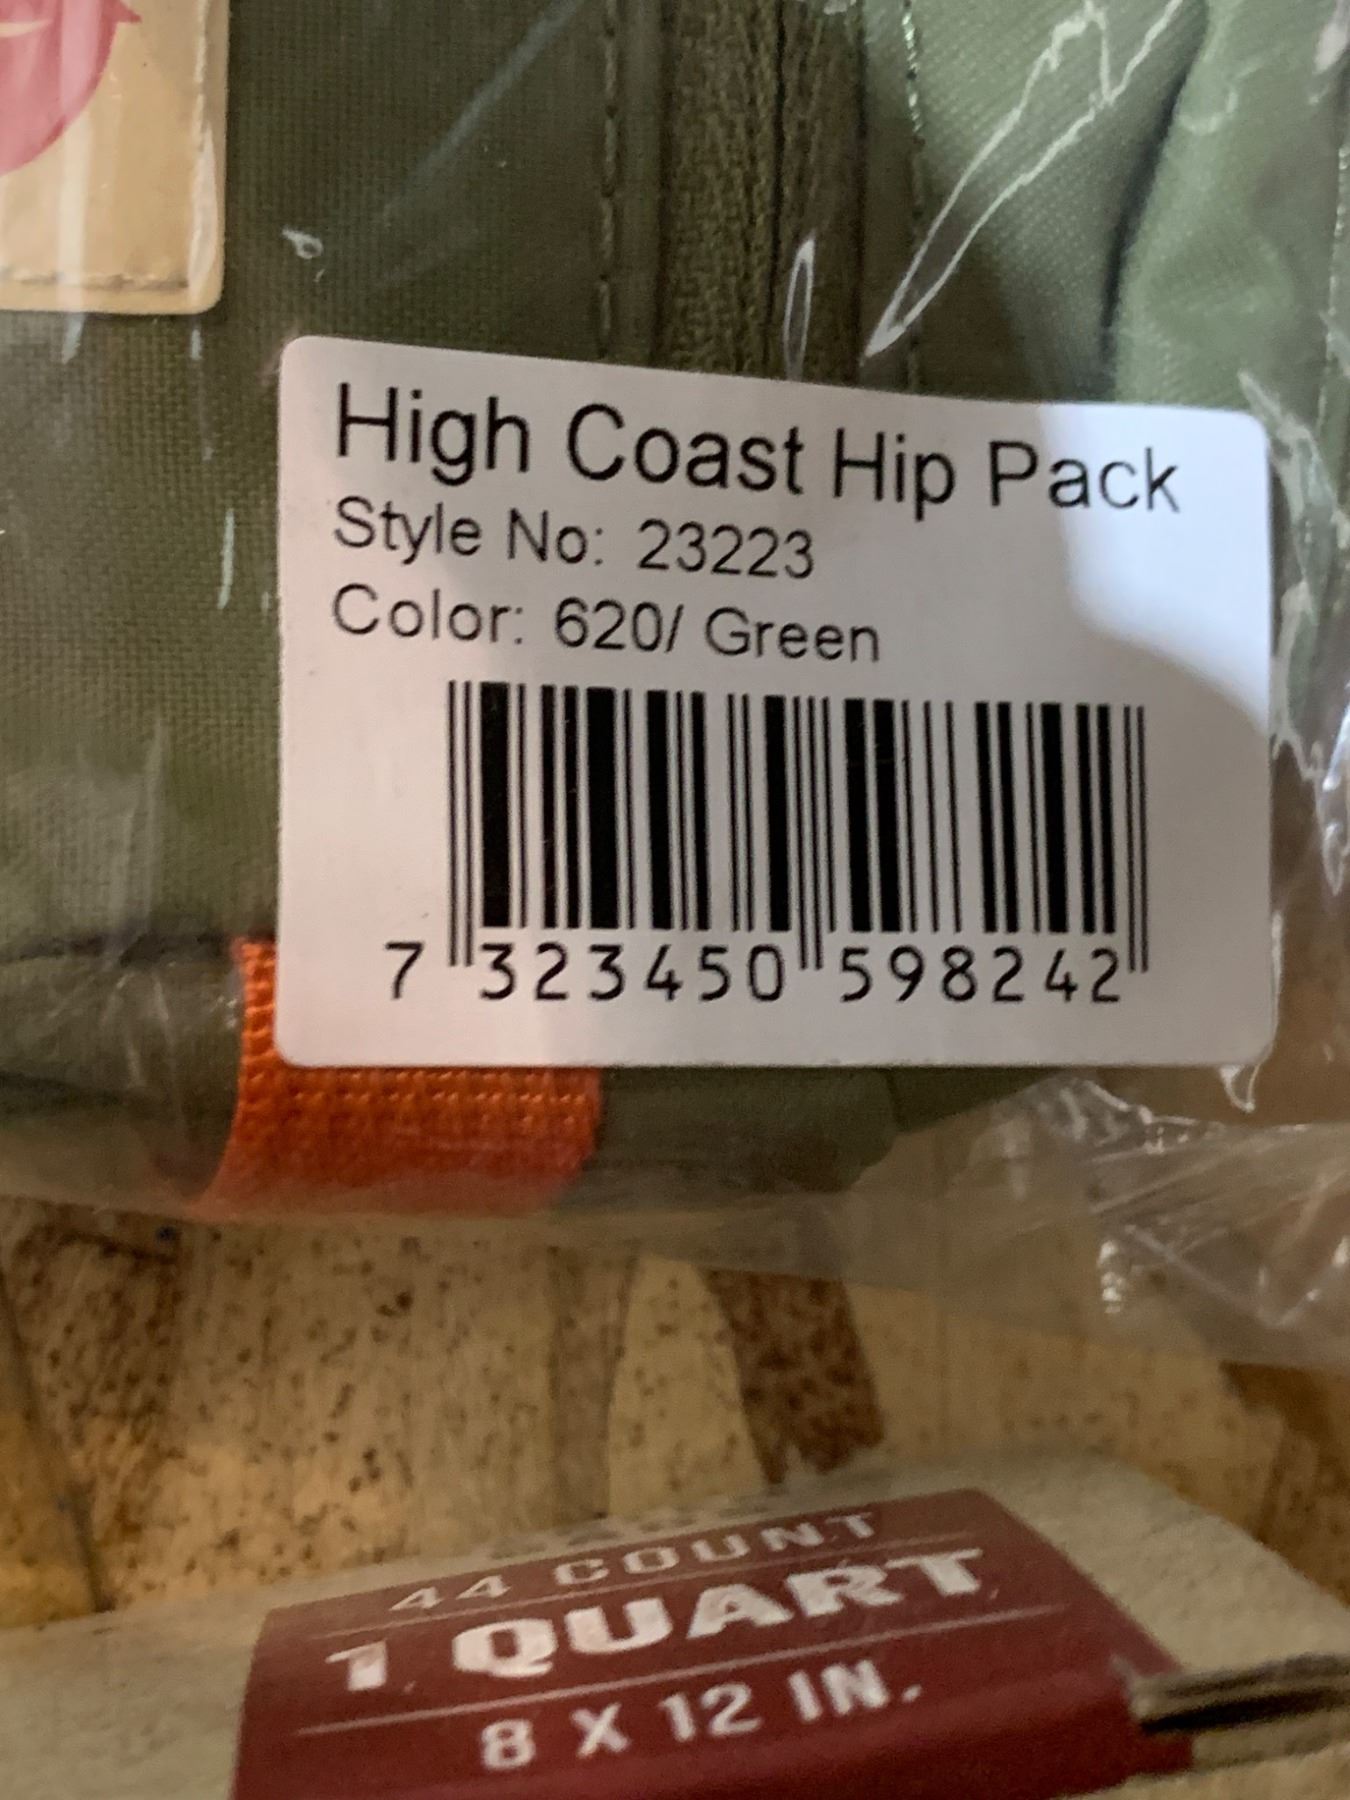 High Coast Hip Pack
Style No: 23223
Color: 620/ Green
7 323450 598242
44 COUNT
1 QUART
8 X 12 IN.